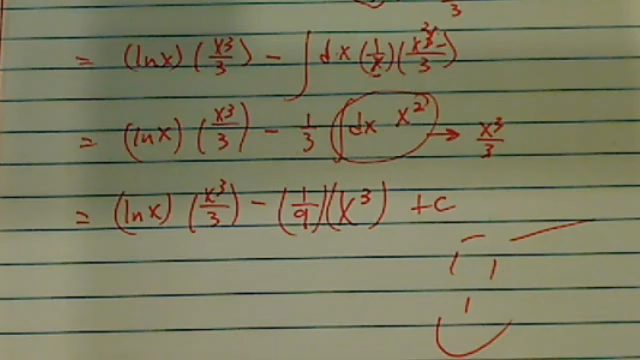 3
= (ln x) (x³/3) - ∫ dx (1/x) (x³/3)
= (ln x) (x³/3) - 1/3 (∫ dx x²) → x³/3
= (ln x) (x³/3) - (1/9)(x³) + c